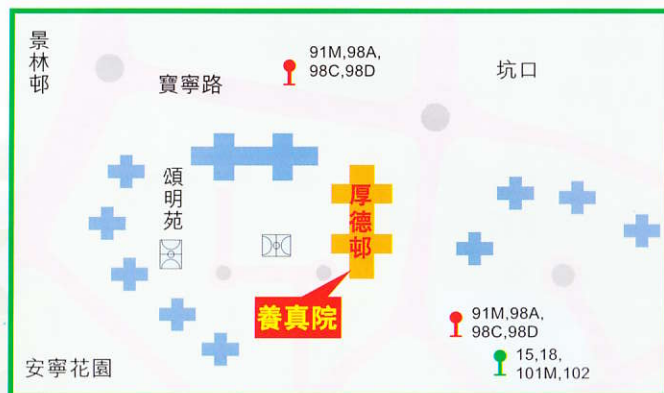 景林邨
寶寧路
91M,98A,
98C,98D
坑口
頌明苑
厚德邨
養真院
91M,98A,
98C,98D
15,18,
101M,102
安寧花園